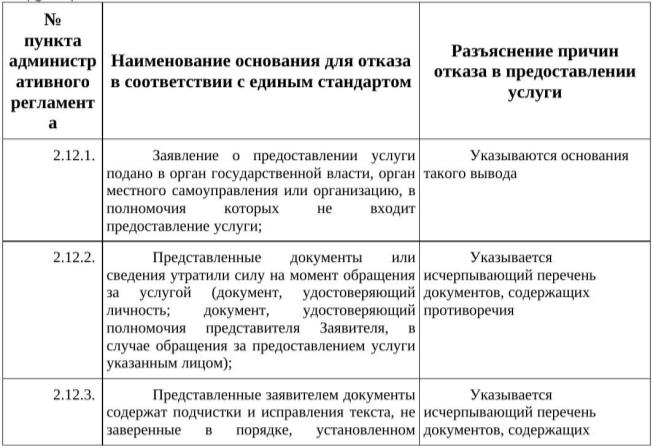 №
пункта
администр
ативного
регламент
а
Наименование основания для отказа
в соответствии с единым стандартом
Разъяснение причин
отказа в предоставлении
услуги
2.12.1.
Заявление о предоставлении услуги
подано в орган государственной власти, орган
местного самоуправления или организацию, в
полномочия которых не входит
предоставление услуги;
Указываются основания
такого вывода
2.12.2.
Представленные документы или
сведения утратили силу на момент обращения
за услугой (документ, удостоверяющий
личность; документ, удостоверяющий
полномочия представителя Заявителя, в
случае обращения за предоставлением услуги
указанным лицом);
Указывается
исчерпывающий перечень
документов, содержащих
противоречия
2.12.3.
Представленные заявителем документы
содержат подчистки и исправления текста, не
заверенные в порядке, установленном
Указывается
исчерпывающий перечень
документов, содержащих